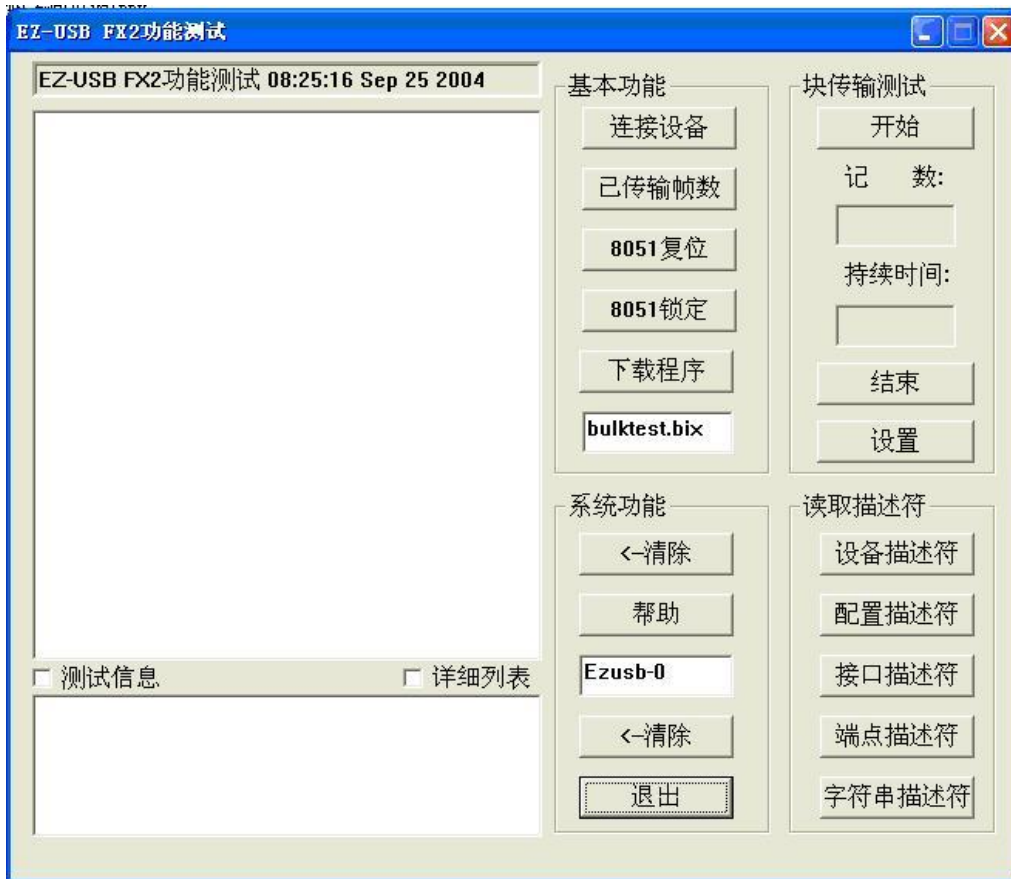 EZ-USB FX2功能测试
EZ-USB FX2功能测试 08:25:16 Sep 25 2004
测试信息
详细列表
基本功能
连接设备
已传输帧数
8051复位
8051锁定
下载程序
bulktest.bix
块传输测试
开始
记 数:
持续时间:
结束
设置
系统功能
<-清除
帮助
Ezusb-0
<-清除
退出
读取描述符
设备描述符
配置描述符
接口描述符
端点描述符
字符串描述符